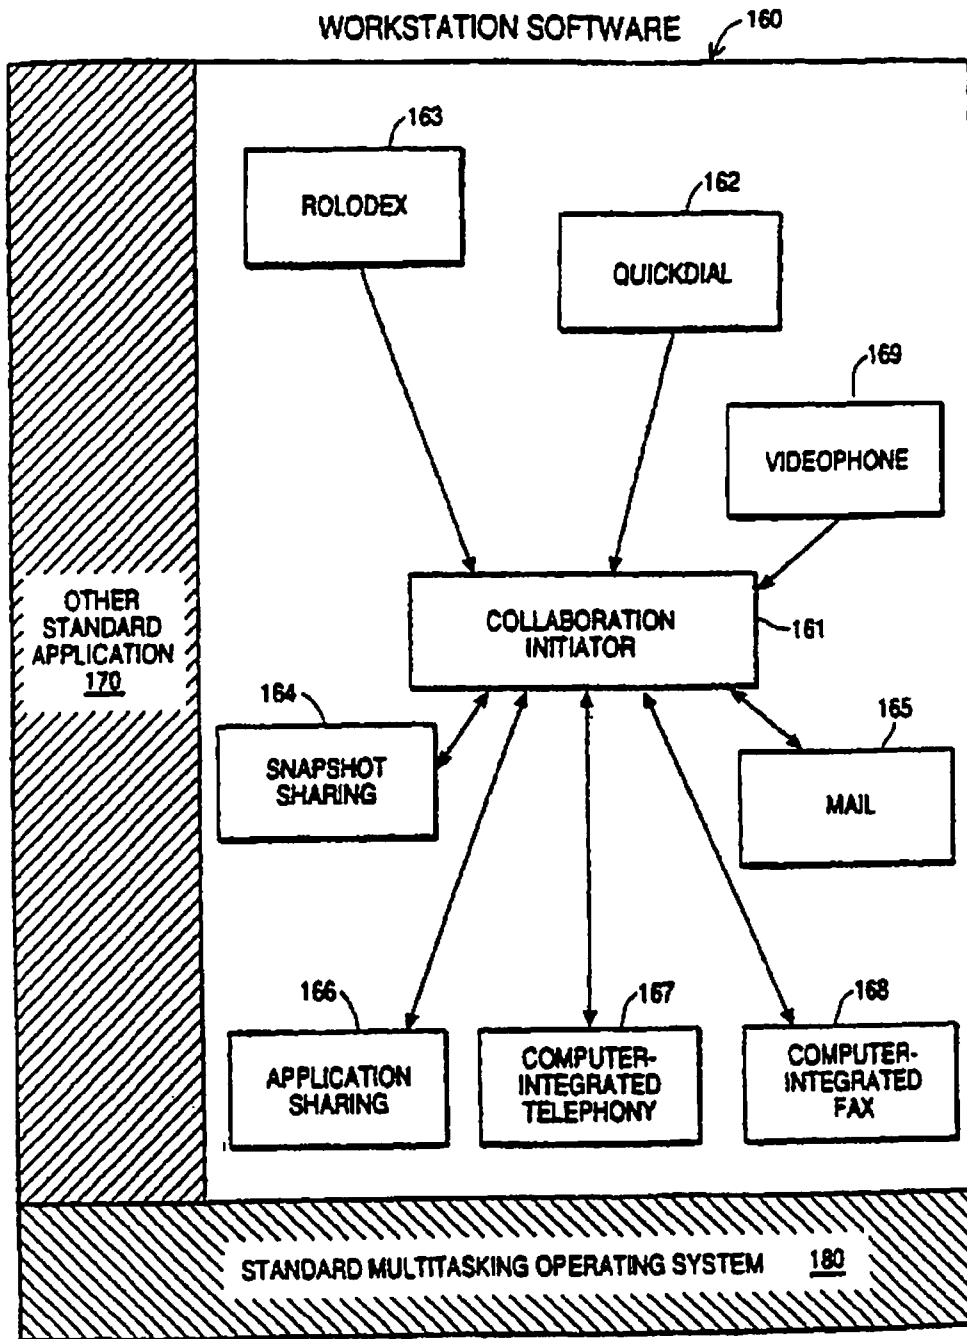 WORKSTATION SOFTWARE
160
163
ROLODEX
162
QUICKDIAL
169
VIDEOPHONE
COLLABORATION
INITIATOR
161
OTHER
STANDARD
APPLICATION
170
164
SNAPSHOT
SHARING
165
MAIL
166
APPLICATION
SHARING
167
COMPUTER-
INTEGRATED
TELEPHONY
168
COMPUTER-
INTEGRATED
FAX
STANDARD MULTITASKING OPERATING SYSTEM 180